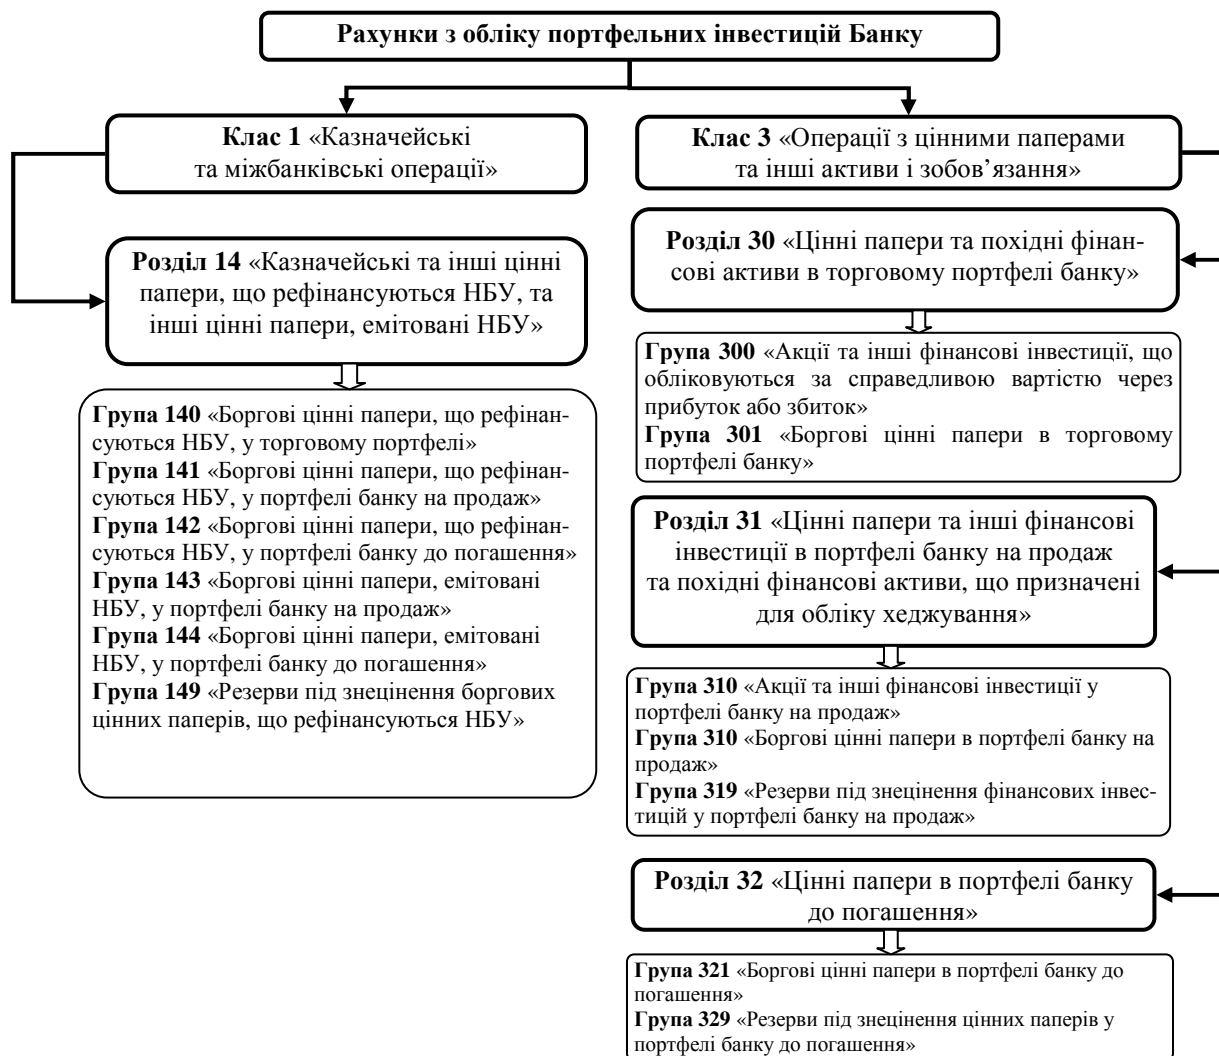 Рахунки з обліку портфельних інвестицій Банку
Клас 1 «Казначейські
та міжбанківські операції»
Розділ 14 «Казначейські та інші цінні
папери, що рефінансуються НБУ, та
інші цінні папери, емітовані НБУ»
Група 140 «Боргові цінні папери, що рефінан-
суються НБУ, у торговому портфелі»
Група 141 «Боргові цінні папери, що рефінан-
суються НБУ, у портфелі банку на продаж»
Група 142 «Боргові цінні папери, що рефінан-
суються НБУ, у портфелі банку до погашення»
Група 143 «Боргові цінні папери, емітовані
НБУ, у портфелі банку на продаж»
Група 144 «Боргові цінні папери, емітовані
НБУ, у портфелі банку до погашення»
Група 149 «Резерви під знецінення боргових
цінних паперів, що рефінансуються НБУ»
Клас 3 «Операції з цінними паперами
та інші активи і зобов’язання»
Розділ 30 «Цінні папери та похідні фінан-
сові активи в торговому портфелі банку»
Група 300 «Акції та інші фінансові інвестиції, що
обліковуються за справедливою вартістю через
прибуток або збиток»
Група 301 «Боргові цінні папери в торговому
портфелі банку»
Розділ 31 «Цінні папери та інші фінансові
інвестиції в портфелі банку на продаж
та похідні фінансові активи, що призначені
для обліку хеджування»
Група 310 «Акції та інші фінансові інвестиції у
портфелі банку на продаж»
Група 310 «Боргові цінні папери в портфелі банку на
продаж»
Група 319 «Резерви під знецінення фінансових інвес-
тицій у портфелі банку на продаж»
Розділ 32 «Цінні папери в портфелі банку
до погашення»
Група 321 «Боргові цінні папери в портфелі банку до
погашення»
Група 329 «Резерви під знецінення цінних паперів у
портфелі банку до погашення»